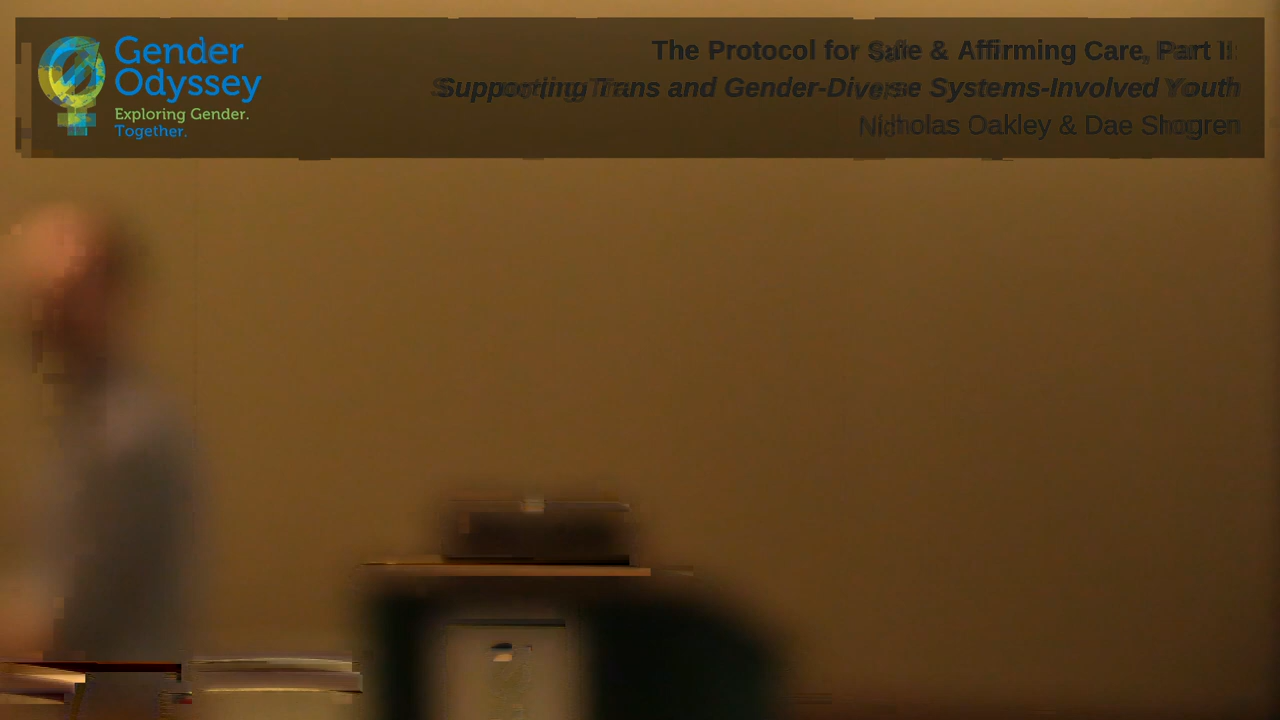 Gender
Odyssey
Exploring Gender.
Together.
The Protocol for Safe & Affirming Care, Part II:
Supporting Trans and Gender-Diverse Systems-Involved Youth
Nicholas Oakley & Dae Shogren